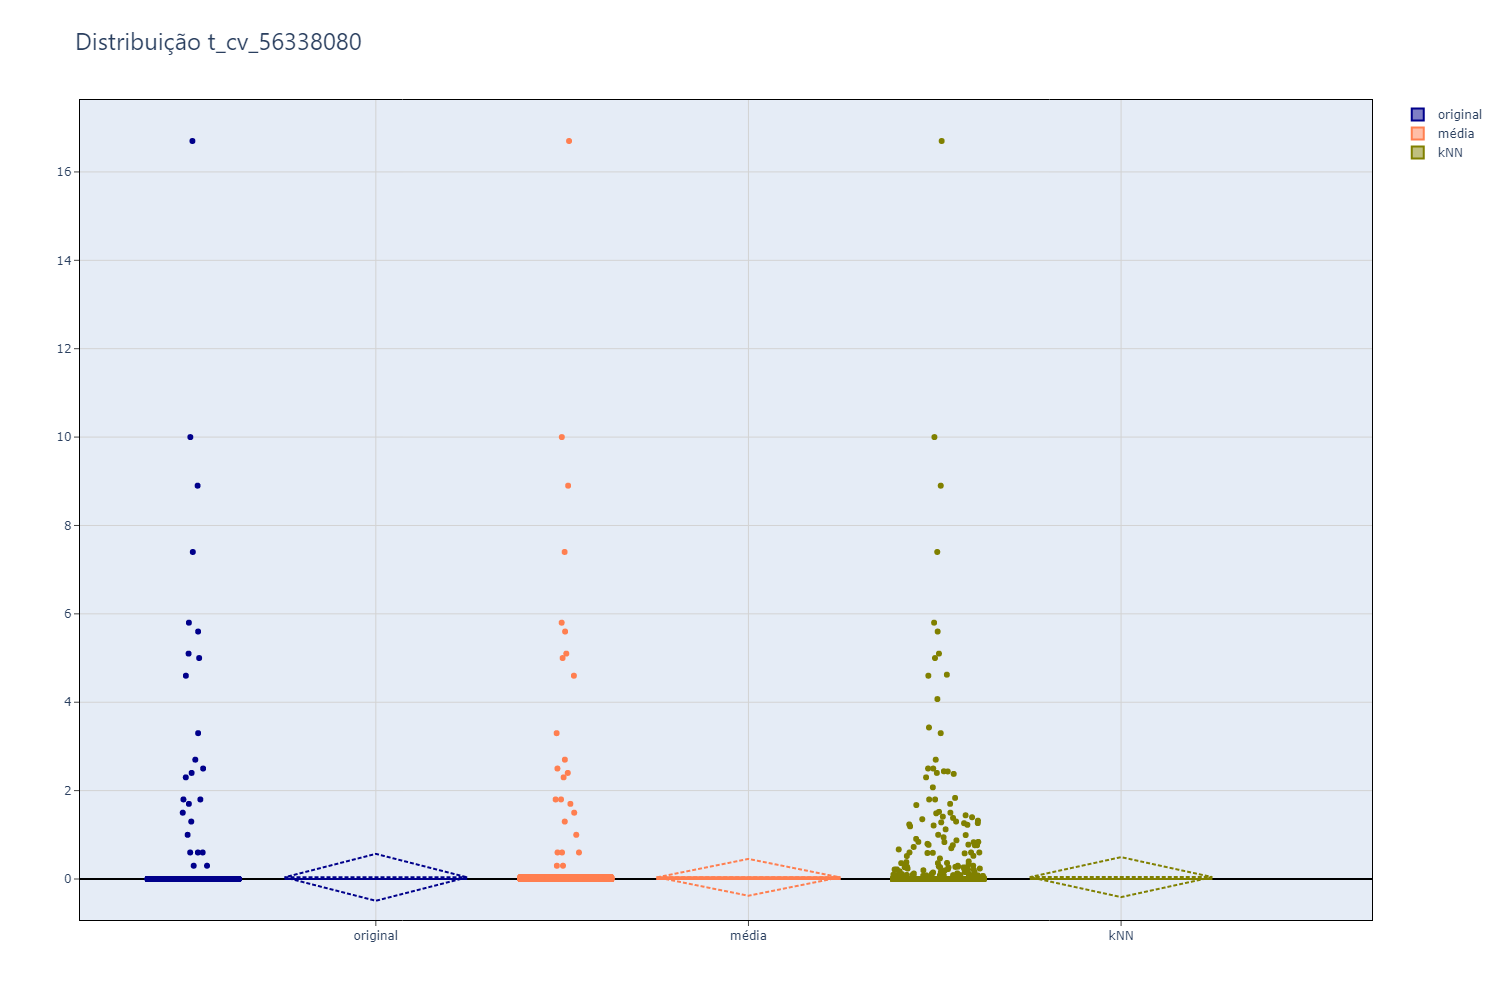 Distribuição t_cv_56338080
original
média
kNN
16
14
12
10
8
6
4
2
0
original
média
kNN